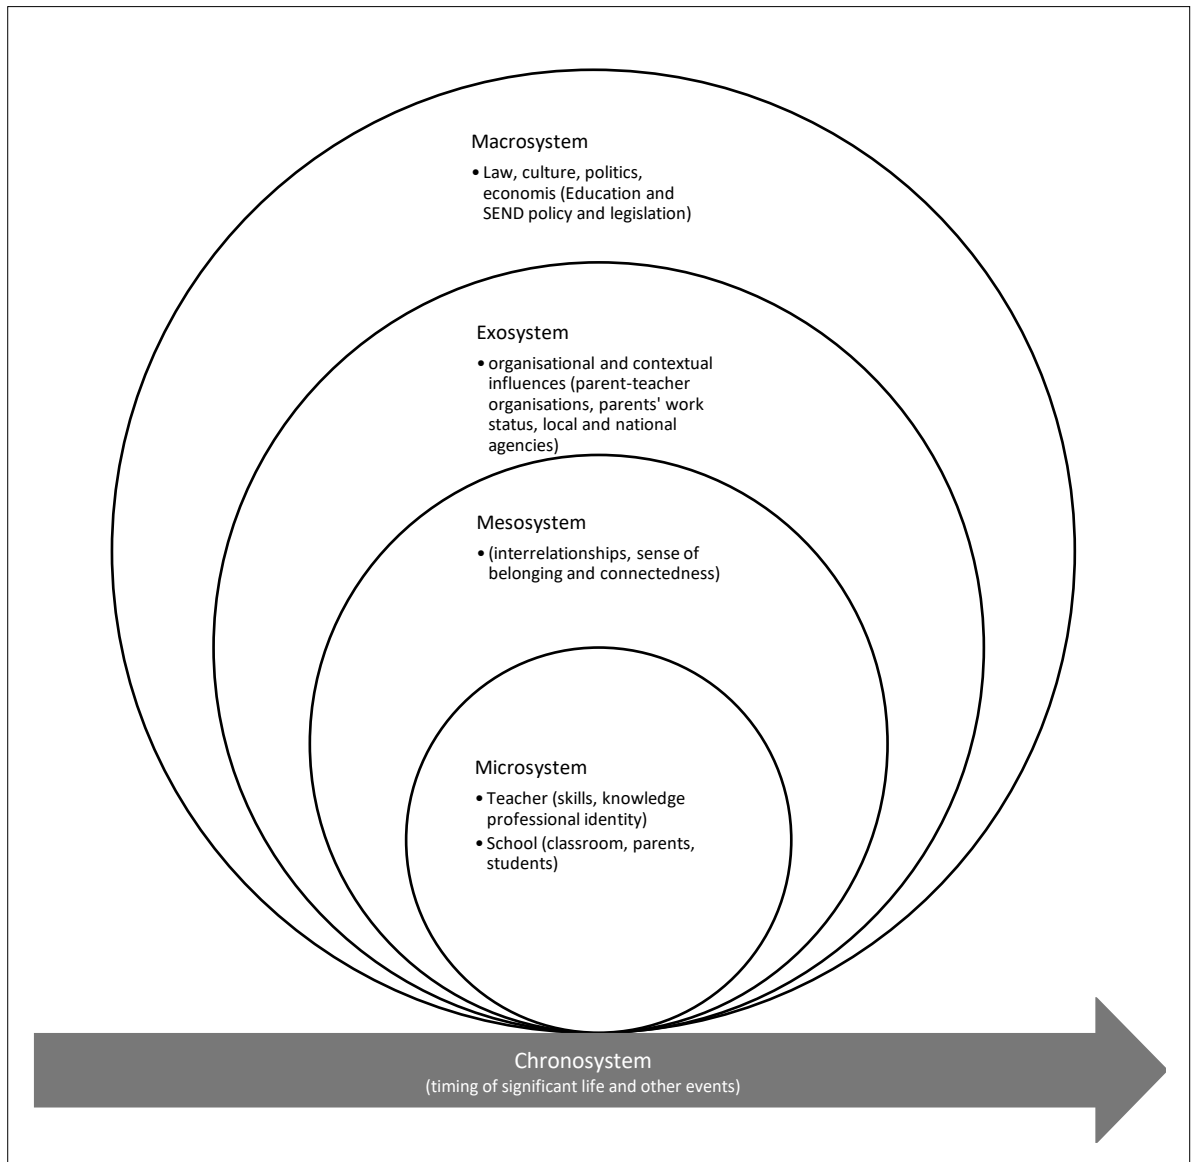 Macrosystem
• Law, culture, politics,
economis (Education and
SEND policy and legislation)
Exosystem
• organisational and contextual
influences (parent-teacher
organisations, parents' work
status, local and national
agencies)
Mesosystem
• (interrelationships, sense of
belonging and connectedness)
Microsystem
• Teacher (skills, knowledge
professional identity)
• School (classroom, parents,
students)
Chronosystem
(timing of significant life and other events)